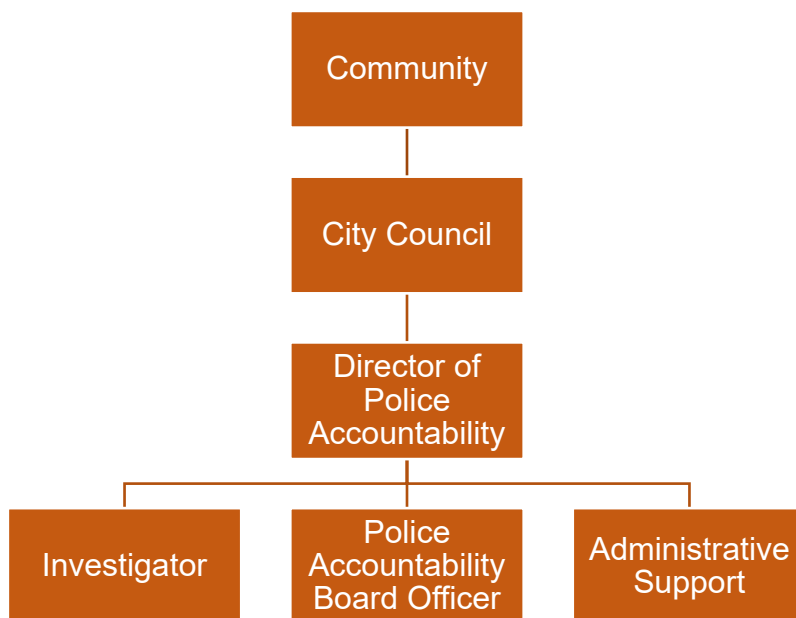 Community
City Council
Director of
Police
Accountability
Investigator
Police
Accountability
Board Officer
Administrative
Support